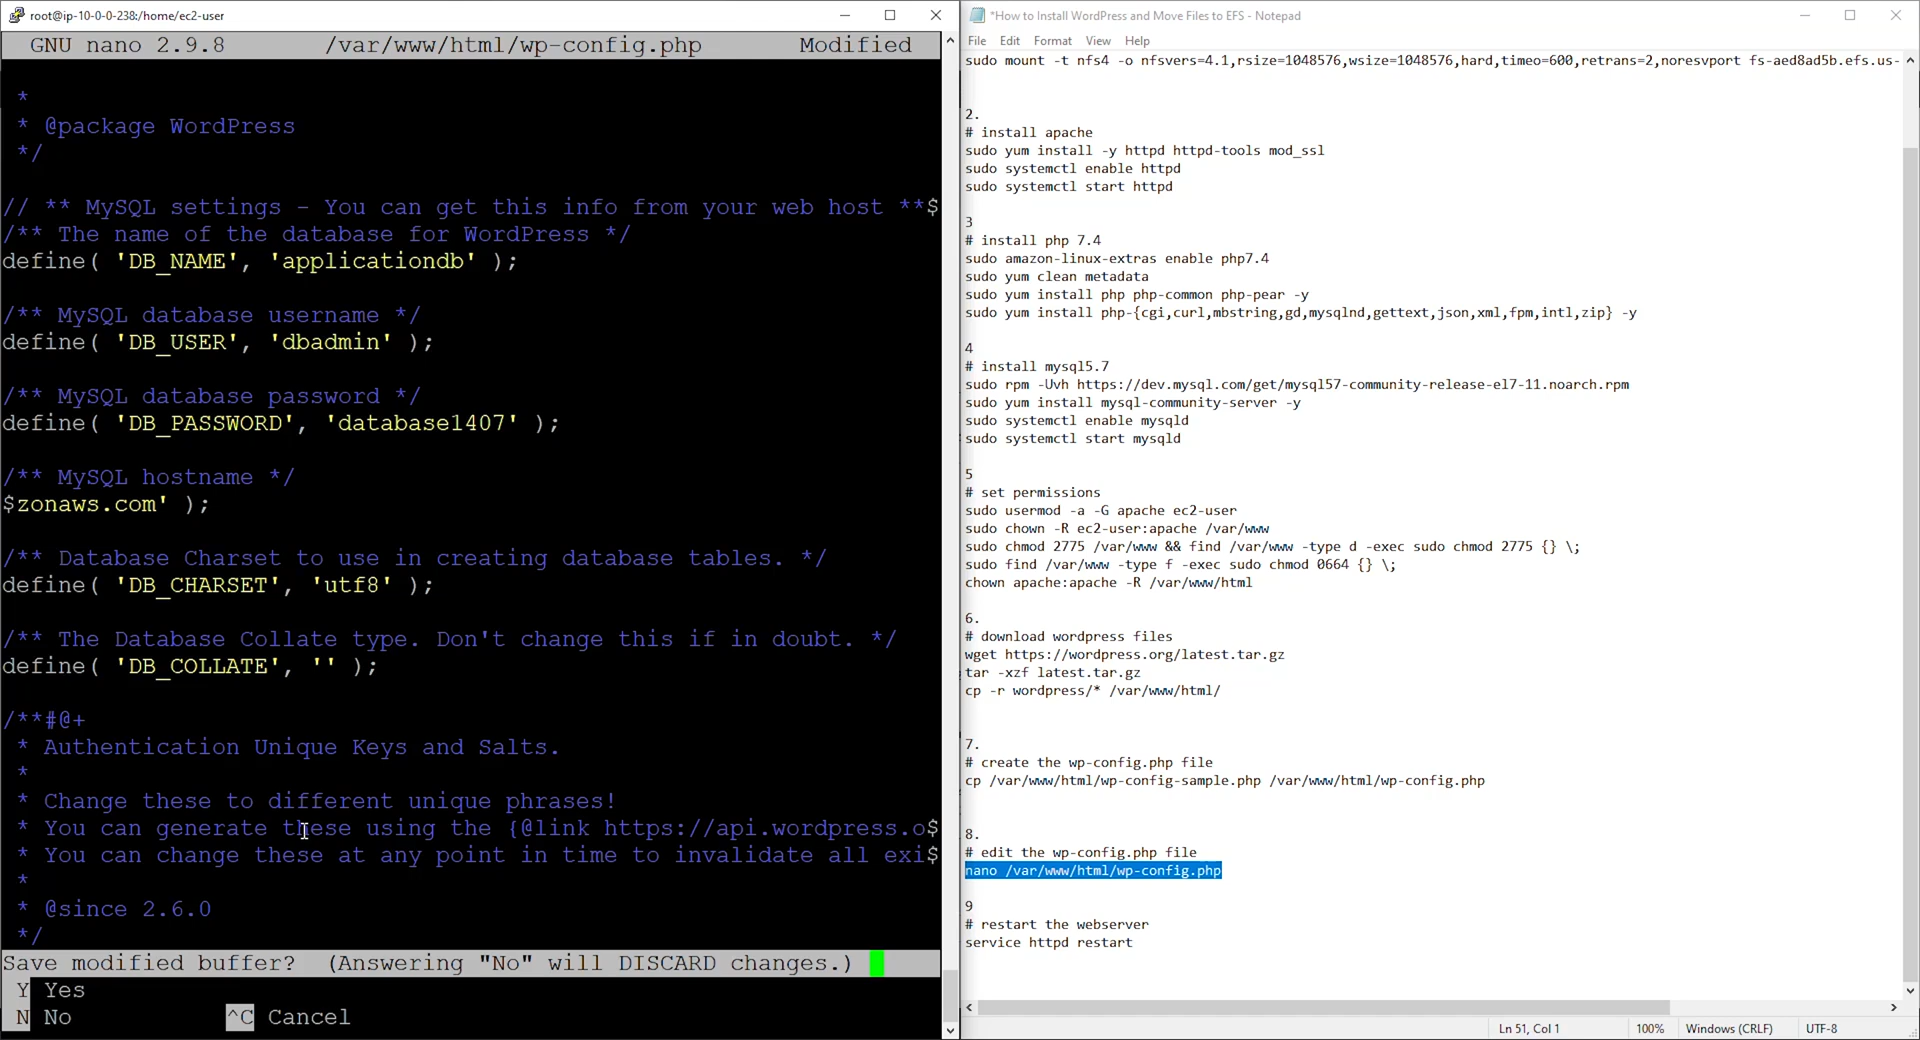 root@ip-10-0-0-238:/home/ec2-user
GNU nano 2.9.8 /var/www/html/wp-config.php Modified
*
* @package WordPress
*/
// ** MySQL settings - You can get this info from your web host **$
/** The name of the database for WordPress */
define( 'DB_NAME', 'applicationdb' );
/** MySQL database username */
define( 'DB_USER', 'dbadmin' );
/** MySQL database password */
define( 'DB_PASSWORD', 'database1407' );
/** MySQL hostname */
$zonaws.com' );
/** Database Charset to use in creating database tables. */
define( 'DB_CHARSET', 'utf8' );
/** The Database Collate type. Don't change this if in doubt. */
define( 'DB_COLLATE', '' );
/**#@+
* Authentication Unique Keys and Salts.
*
* Change these to different unique phrases!
* You can generate these using the {@link https://api.wordpress.o$
* You can change these at any point in time to invalidate all exi$
*
* @since 2.6.0
*/
Save modified buffer? (Answering "No" will DISCARD changes.)
Y Yes
N No ^C Cancel
*How to Install WordPress and Move Files to EFS - Notepad
File Edit Format View Help
sudo mount -t nfs4 -o nfsvers=4.1,rsize=1048576,wsize=1048576,hard,timeo=600,retrans=2,noresvport fs-aed8ad5b.efs.us-
2.
# install apache
sudo yum install -y httpd httpd-tools mod_ssl
sudo systemctl enable httpd
sudo systemctl start httpd
3
# install php 7.4
sudo amazon-linux-extras enable php7.4
sudo yum clean metadata
sudo yum install php php-common php-pear -y
sudo yum install php-{cgi,curl,mbstring,gd,mysqlnd,gettext,json,xml,fpm,intl,zip} -y
4
# install mysql5.7
sudo rpm -Uvh https://dev.mysql.com/get/mysql57-community-release-el7-11.noarch.rpm
sudo yum install mysql-community-server -y
sudo systemctl enable mysqld
sudo systemctl start mysqld
5
# set permissions
sudo usermod -a -G apache ec2-user
sudo chown -R ec2-user:apache /var/www
sudo chmod 2775 /var/www && find /var/www -type d -exec sudo chmod 2775 {} \;
sudo find /var/www -type f -exec sudo chmod 0664 {} \;
chown apache:apache -R /var/www/html
6.
# download wordpress files
wget https://wordpress.org/latest.tar.gz
tar -xzf latest.tar.gz
cp -r wordpress/* /var/www/html/
7.
# create the wp-config.php file
cp /var/www/html/wp-config-sample.php /var/www/html/wp-config.php
8.
# edit the wp-config.php file
nano /var/www/html/wp-config.php
9
# restart the webserver
service httpd restart
Ln 51, Col 1 100% Windows (CRLF) UTF-8